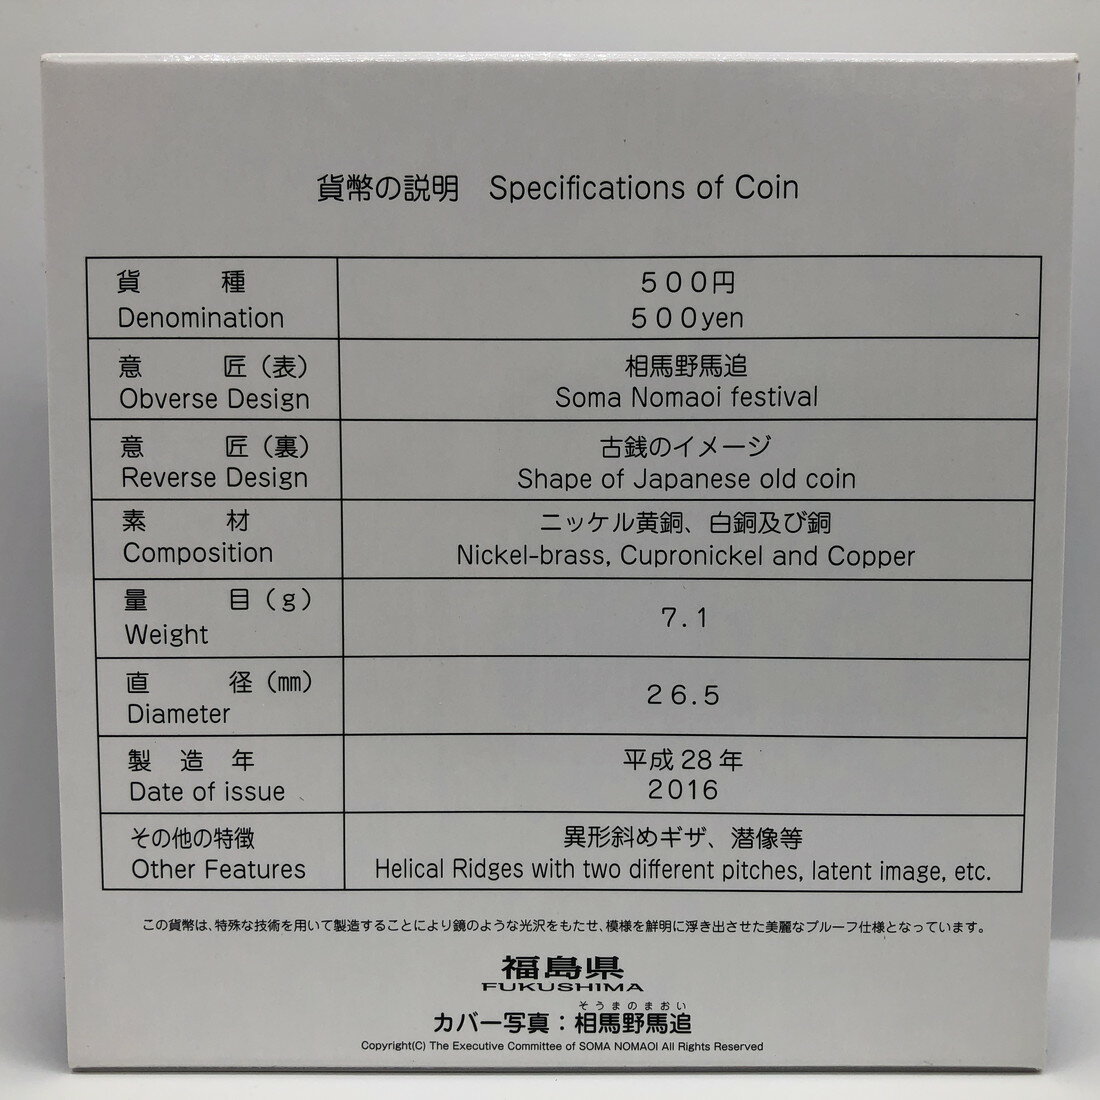 貨幣の説明　Specifications of Coin
貨　種　５００円
Denomination　５００yen
意　匠（表）　相馬野馬追
Obverse Design　Soma Nomaoi festival
意　匠（裏）　古銭のイメージ
Reverse Design　Shape of Japanese old coin
素　材　ニッケル黄銅、白銅及び銅
Composition　Nickel-brass, Cupronickel and Copper
量　目（ｇ）　７.１
Weight
直　径（㎜）　２６.５
Diameter
製　造　年　平成28年
Date of issue　2016
その他の特徴　異形斜めギザ、潜像等
Other Features　Helical Ridges with two different pitches, latent image, etc.
この貨幣は、特殊な技術を用いて製造することにより鏡のような光沢をもたせ、模様を鮮明に浮き出させた美麗なプルーフ仕様となっています。
福島県
FUKUSHIMA
そうまのまおい
カバー写真：相馬野馬追
Copyright(C) The Executive Committee of SOMA NOMAOI All Rights Reserved